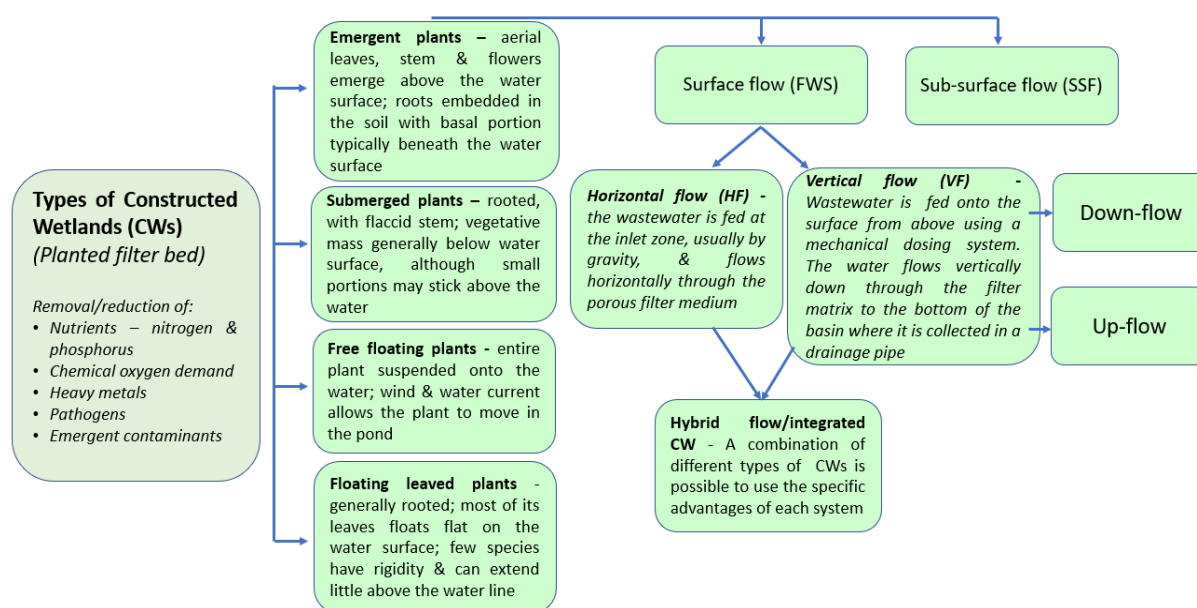 Types of Constructed
Wetlands (CWs)
(Planted filter bed)
Removal/reduction of:
• Nutrients – nitrogen &
phosphorus
• Chemical oxygen demand
• Heavy metals
• Pathogens
• Emergent contaminants
Emergent plants – aerial
leaves, stem & flowers
emerge above the water
surface; roots embedded in
the soil with basal portion
typically beneath the water
surface
Submerged plants – rooted,
with flaccid stem; vegetative
mass generally below water
surface, although small
portions may stick above the
water
Free floating plants - entire
plant suspended onto the
water; wind & water current
allows the plant to move in
the pond
Floating leaved plants -
generally rooted; most of its
leaves floats flat on the
water surface; few species
have rigidity & can extend
little above the water line
Surface flow (FWS)
Sub-surface flow (SSF)
Horizontal flow (HF) -
the wastewater is fed at
the inlet zone, usually by
gravity, & flows
horizontally through the
porous filter medium
Vertical flow (VF) -
Wastewater is fed onto the
surface from above using a
mechanical dosing system.
The water flows vertically
down through the filter
matrix to the bottom of the
basin where it is collected in a
drainage pipe
Down-flow
Up-flow
Hybrid flow/integrated
CW - A combination of
different types of CWs is
possible to use the specific
advantages of each system